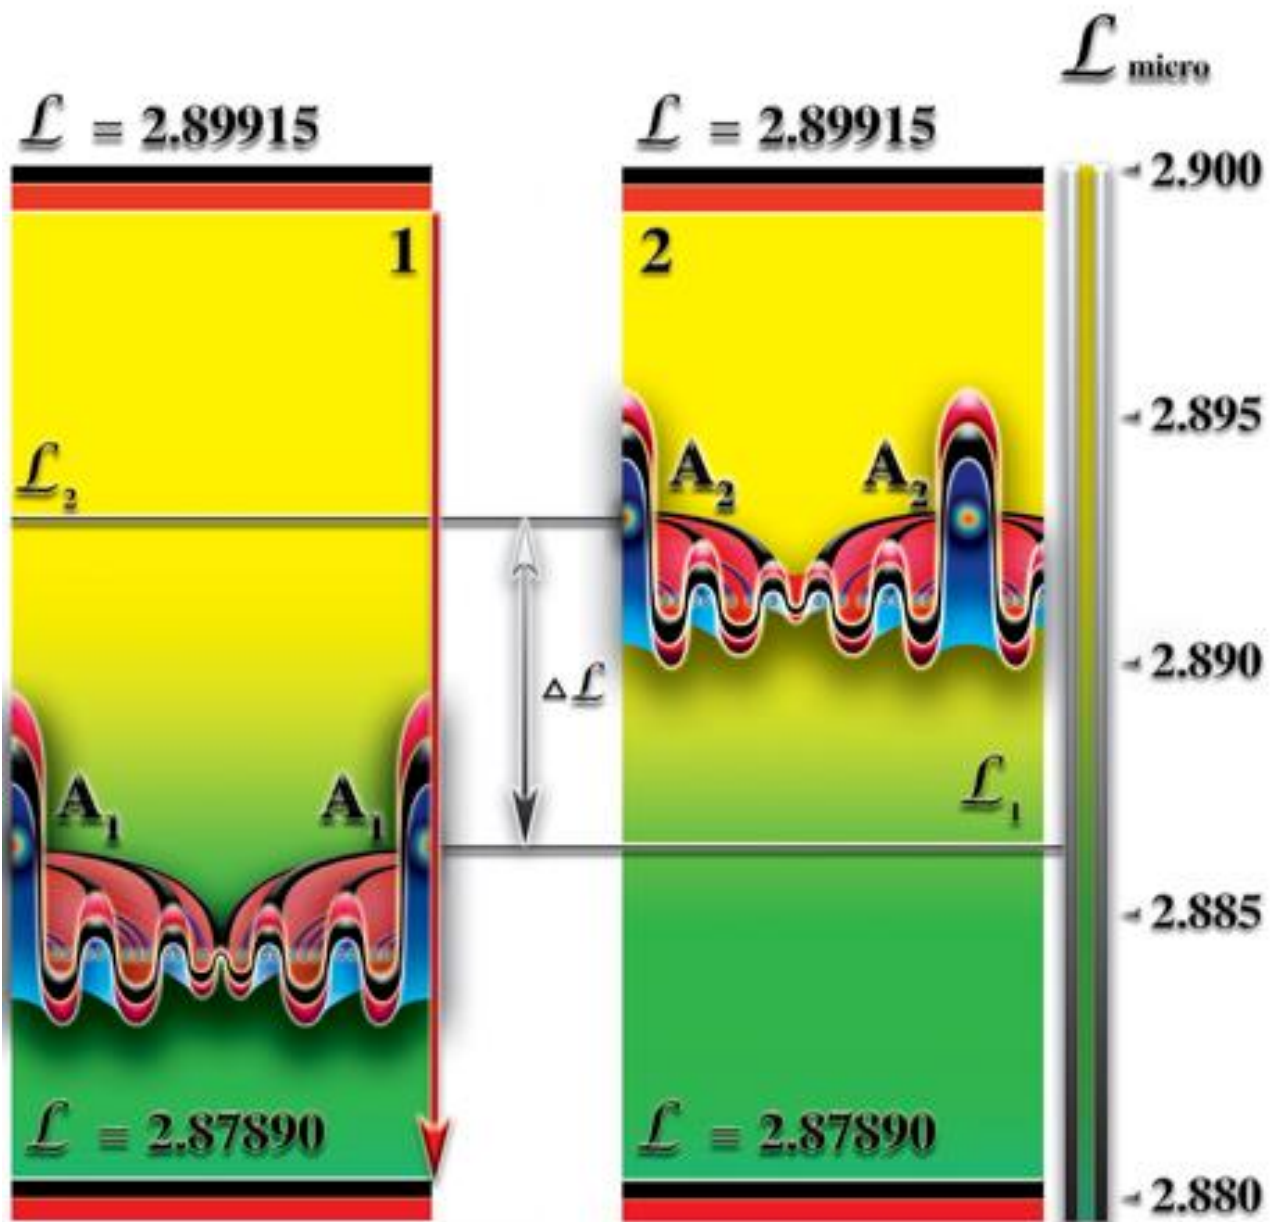 ℒ micro
ℒ = 2.89915
ℒ = 2.89915
2.900
1
2
2.895
ℒ₂
A₂
A₂
2.890
Δℒ
ℒ₁
A₁
A₁
2.885
ℒ = 2.87890
ℒ = 2.87890
2.880